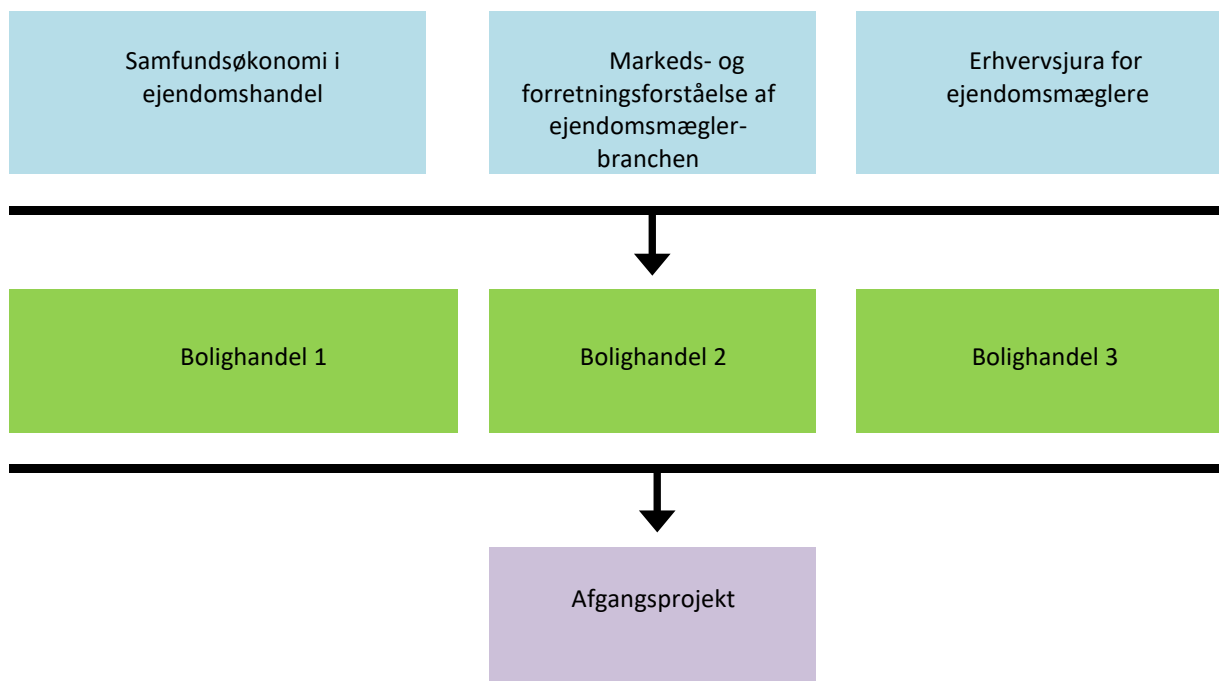 Samfundsøkonomi i
ejendomshandel
Markeds- og
forretningsforståelse af
ejendomsmægler-
branchen
Erhvervsjura for
ejendomsmæglere
Bolighandel 1
Bolighandel 2
Bolighandel 3
Afgangsprojekt